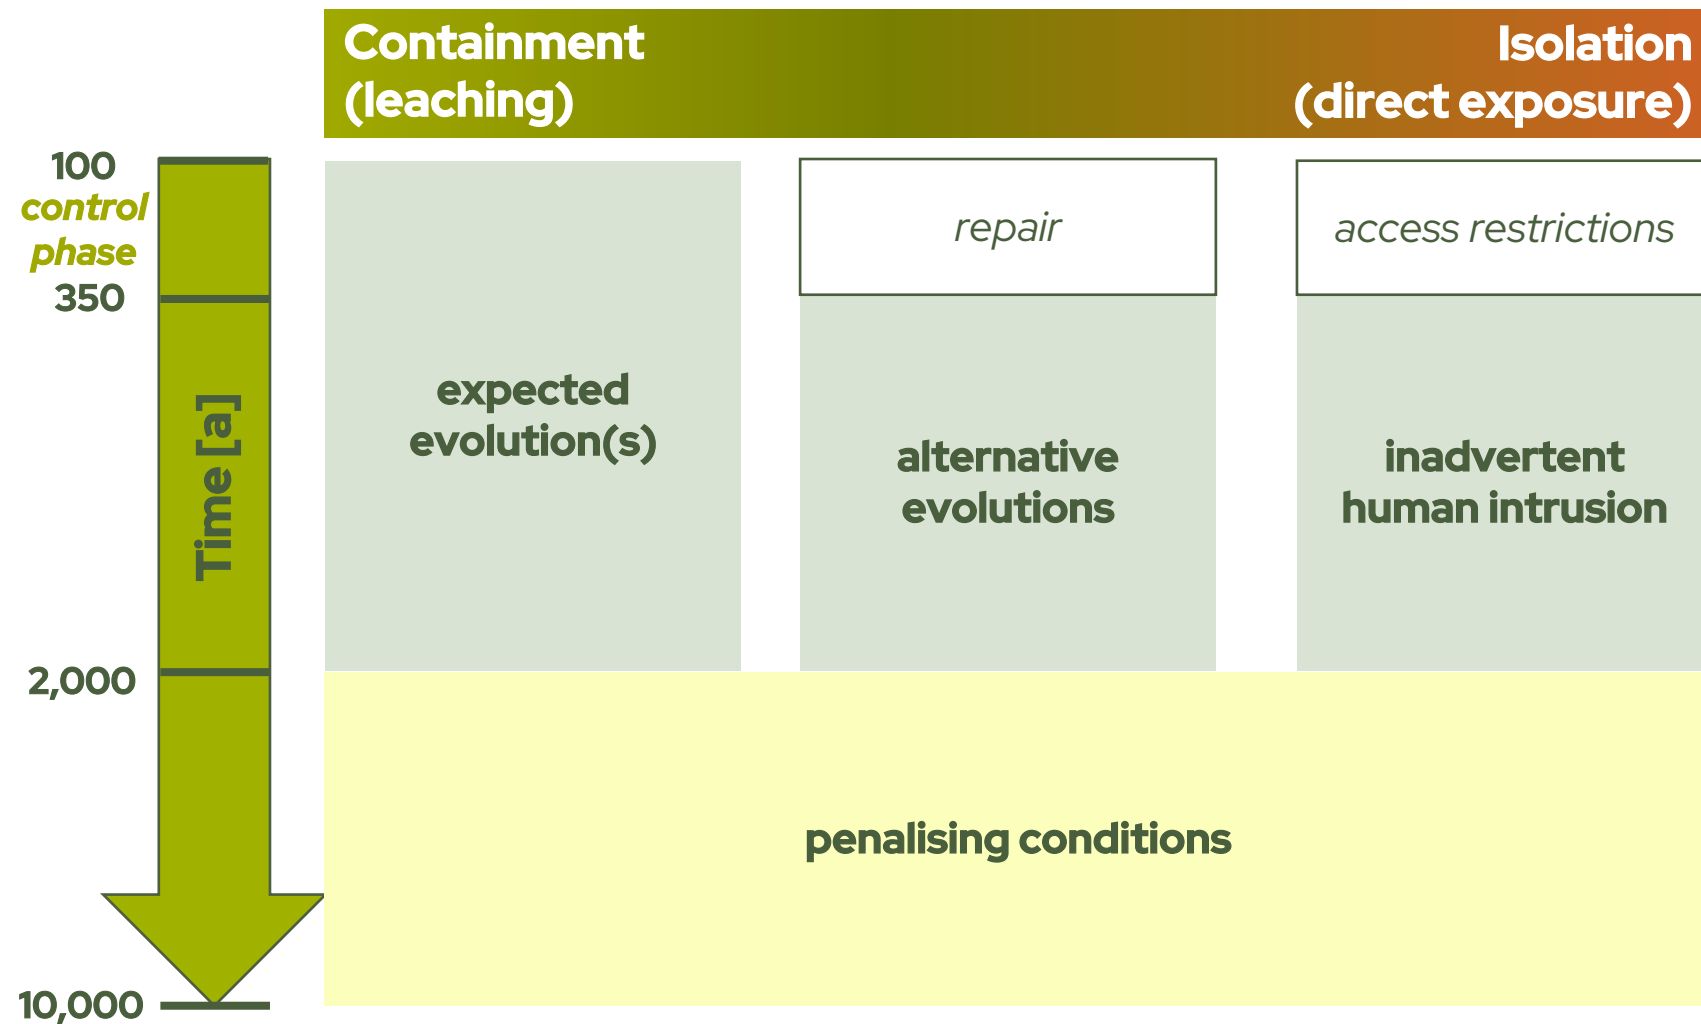 Containment
(leaching)
Isolation
(direct exposure)
100
control
phase
350
Time [a]
2,000
10,000
expected
evolution(s)
repair
alternative
evolutions
access restrictions
inadvertent
human intrusion
penalising conditions